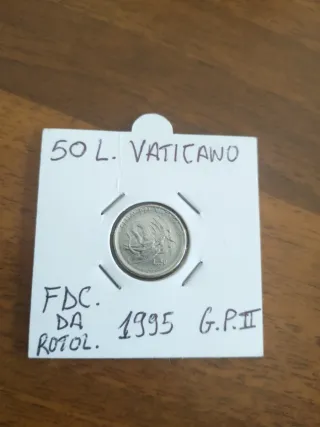 50 L. VATICANO
FDC.
DA
ROTOL.
1995
G.P.II